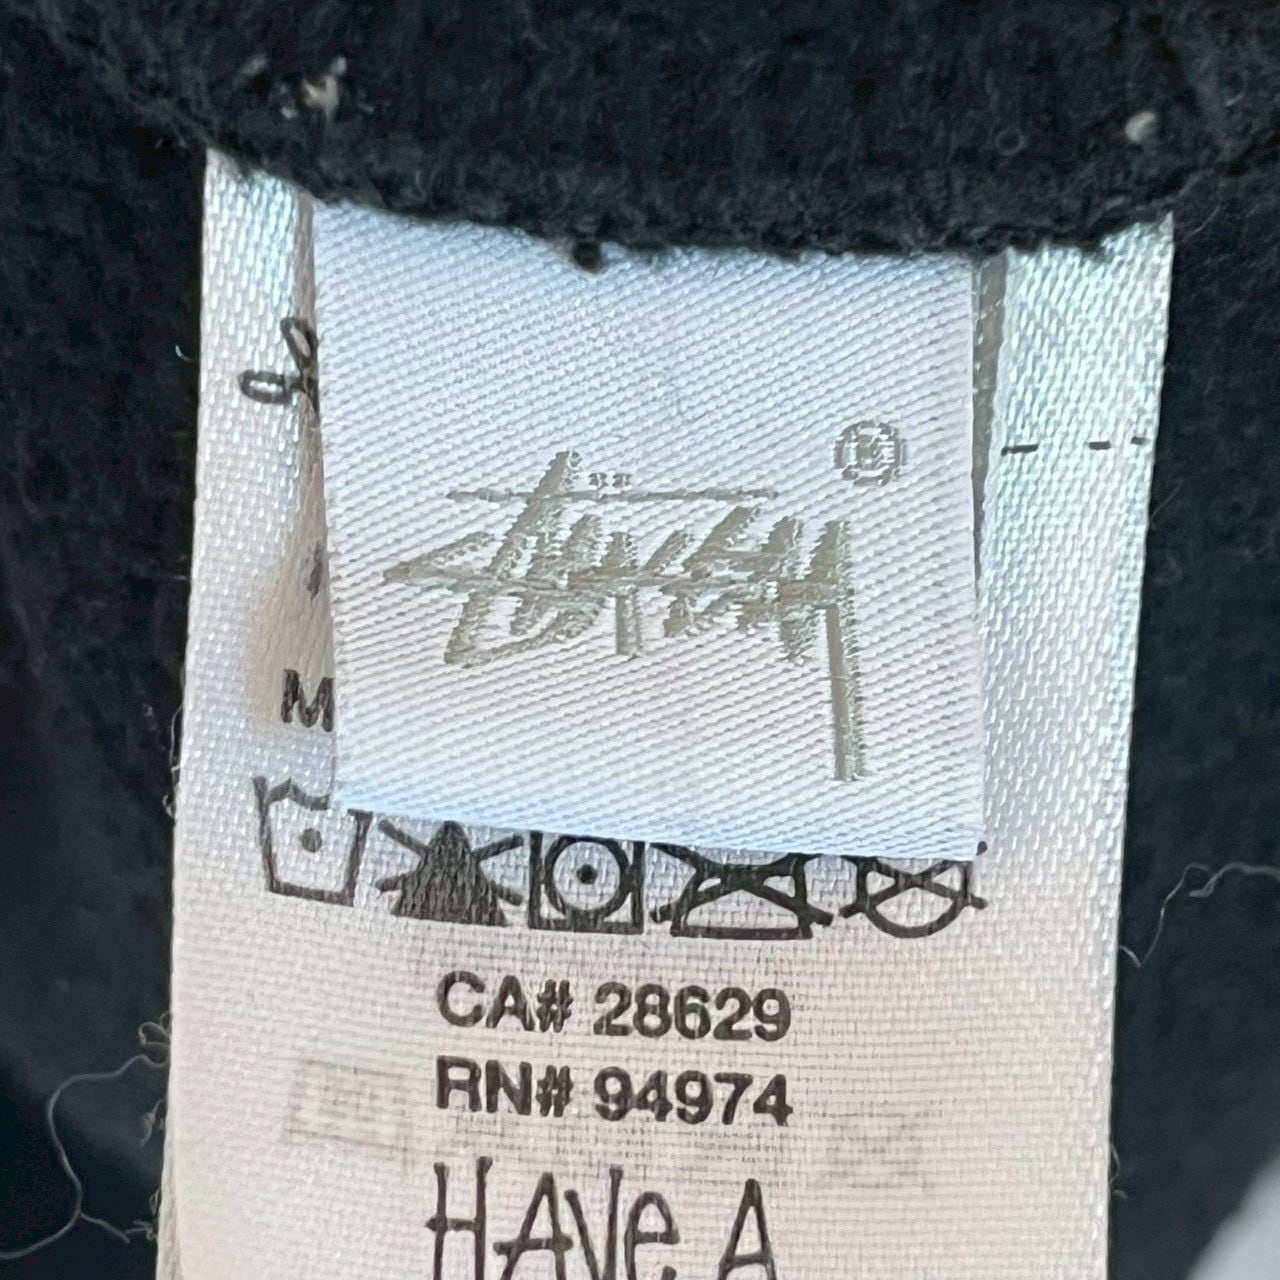 Stüssy ®
M
CA# 28629
RN# 94974
HAVe A